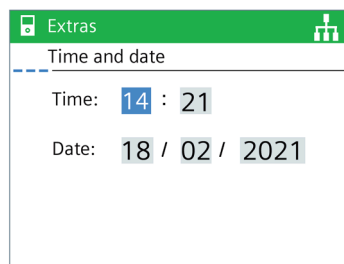 Extras
Time and date
Time: 14 : 21
Date: 18 / 02 / 2021